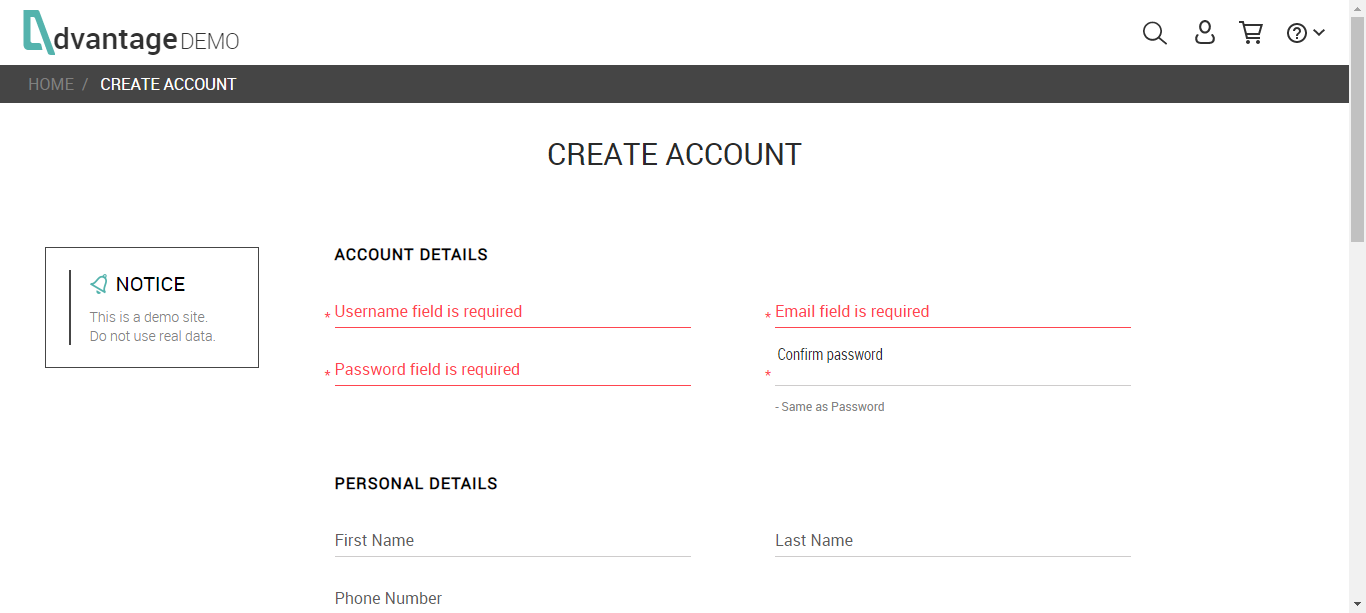 dvantage DEMO
HOME / CREATE ACCOUNT
CREATE ACCOUNT
NOTICE
This is a demo site.
Do not use real data.
ACCOUNT DETAILS
* Username field is required
* Email field is required
* Password field is required
Confirm password
*
- Same as Password
PERSONAL DETAILS
First Name
Last Name
Phone Number